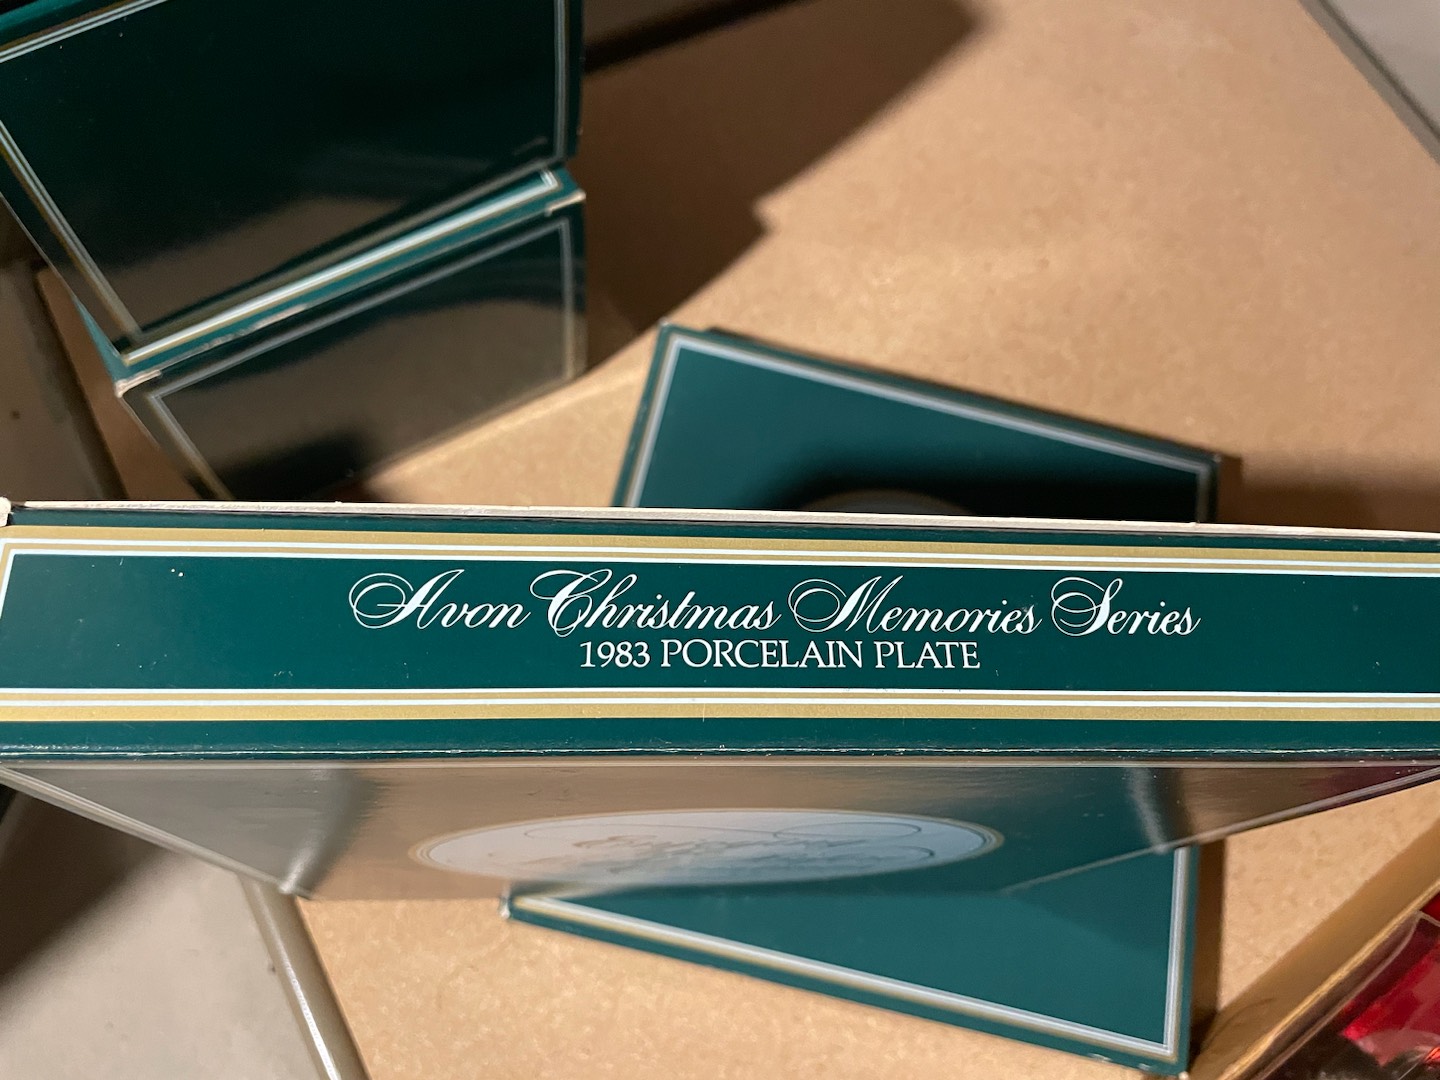 Avon Christmas Memories Series
1983 PORCELAIN PLATE